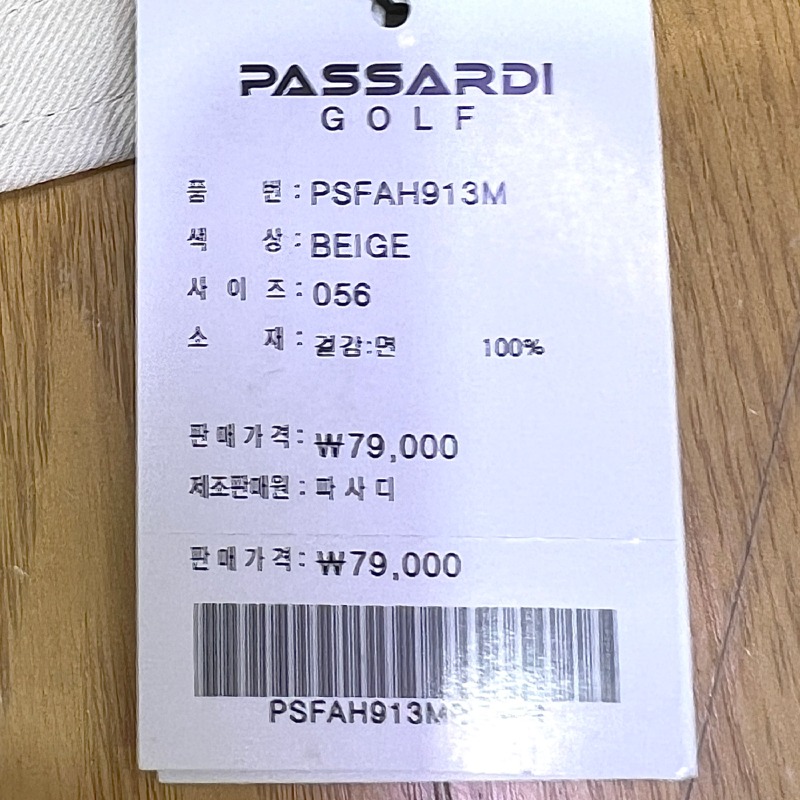 PASSARDI
GOLF
품 번 : PSFAH913M
색 상 : BEIGE
사 이 즈 : 056
소 재 : 겉감:면 100%
판 매 가 격 : ₩79,000
제조판매원 : 파 사 디
판 매 가 격 : ₩79,000
PSFAH913M